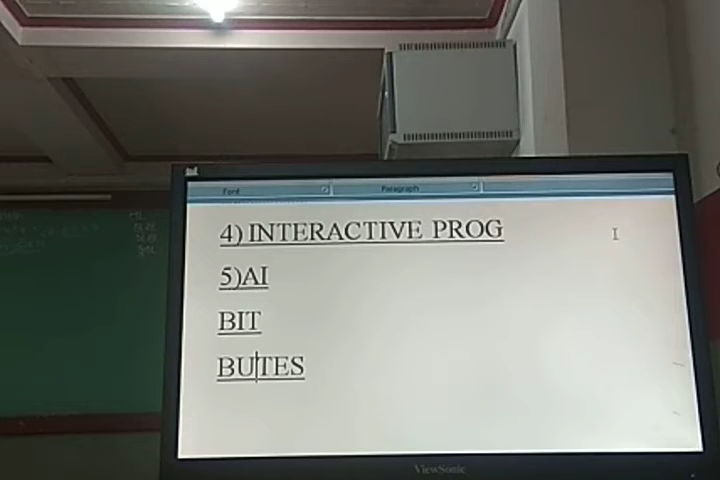 Font
Paragraph
4) INTERACTIVE PROG
5)AI
BIT
BUTES
ViewSonic